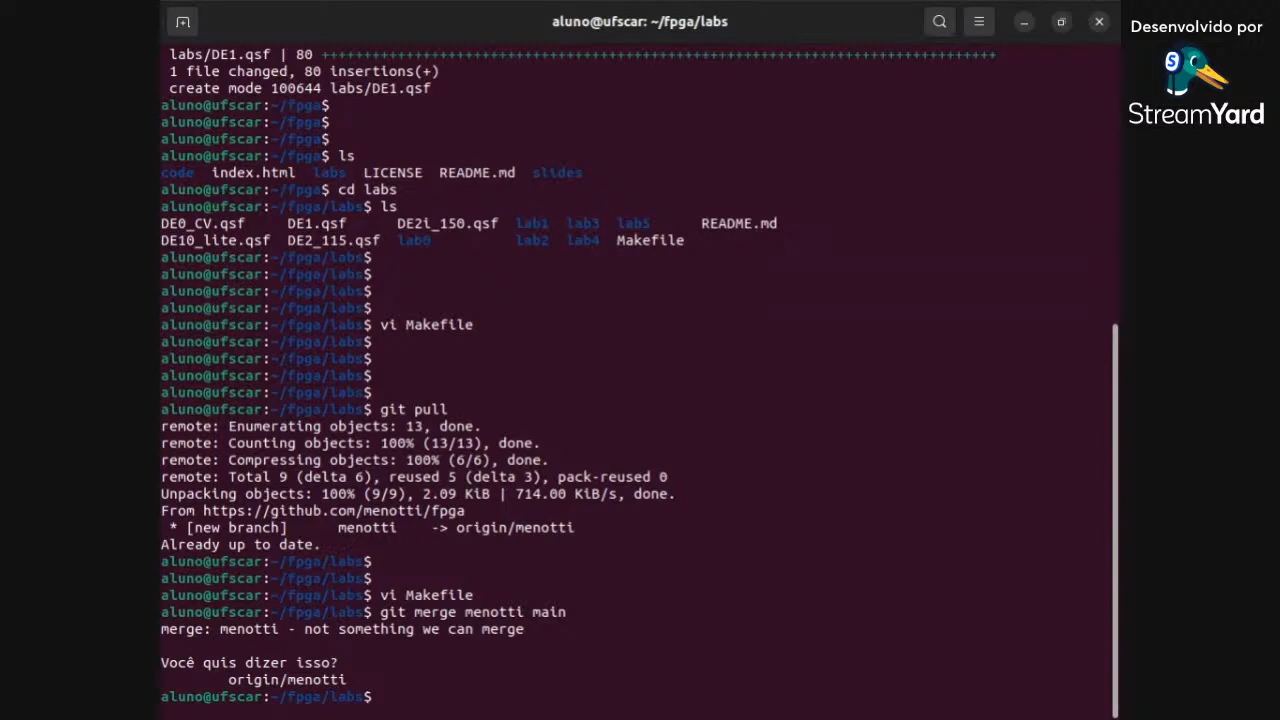 aluno@ufscar: ~/fpga/labs
Desenvolvido por
StreamYard
labs/DE1.qsf | 80 ++++++++++++++++++++++++++++++++++++++++++++++++++++++++++++++++++++++++++++++++
1 file changed, 80 insertions(+)
create mode 100644 labs/DE1.qsf
aluno@ufscar:~/fpga$
aluno@ufscar:~/fpga$
aluno@ufscar:~/fpga$
aluno@ufscar:~/fpga$ ls
code index.html labs LICENSE README.md slides
aluno@ufscar:~/fpga$ cd labs
aluno@ufscar:~/fpga/labs$ ls
DE0_CV.qsf DE1.qsf DE2i_150.qsf lab1 lab3 lab5 README.md
DE10_lite.qsf DE2_115.qsf lab0 lab2 lab4 Makefile
aluno@ufscar:~/fpga/labs$
aluno@ufscar:~/fpga/labs$
aluno@ufscar:~/fpga/labs$
aluno@ufscar:~/fpga/labs$
aluno@ufscar:~/fpga/labs$ vi Makefile
aluno@ufscar:~/fpga/labs$
aluno@ufscar:~/fpga/labs$
aluno@ufscar:~/fpga/labs$
aluno@ufscar:~/fpga/labs$
aluno@ufscar:~/fpga/labs$ git pull
remote: Enumerating objects: 13, done.
remote: Counting objects: 100% (13/13), done.
remote: Compressing objects: 100% (6/6), done.
remote: Total 9 (delta 6), reused 5 (delta 3), pack-reused 0
Unpacking objects: 100% (9/9), 2.09 KiB | 714.00 KiB/s, done.
From https://github.com/menotti/fpga
* [new branch] menotti -> origin/menotti
Already up to date.
aluno@ufscar:~/fpga/labs$
aluno@ufscar:~/fpga/labs$
aluno@ufscar:~/fpga/labs$ vi Makefile
aluno@ufscar:~/fpga/labs$ git merge menotti main
merge: menotti - not something we can merge
Você quis dizer isso?
origin/menotti
aluno@ufscar:~/fpga/labs$